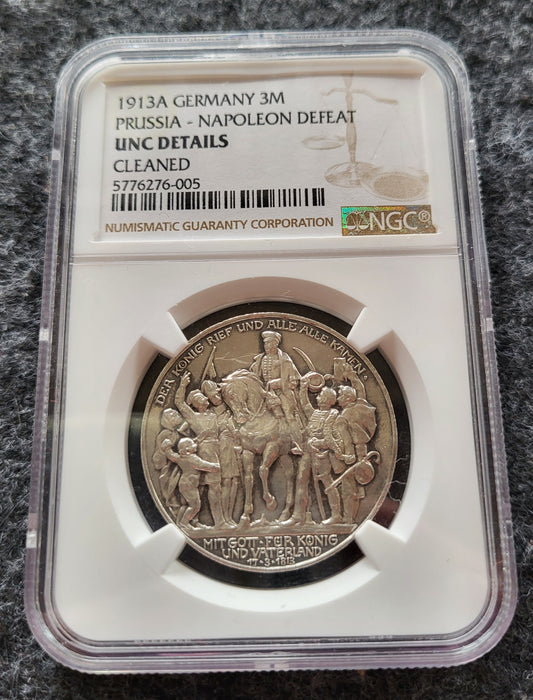 1913A GERMANY 3M
PRUSSIA - NAPOLEON DEFEAT
UNC DETAILS
CLEANED
5776276-005
NUMISMATIC GUARANTY CORPORATION
NGC®
DER KÖNIG RIEF UND ALLE ALLE KAMEN·
MIT GOTT·FÜR KÖNIG
UND VATERLAND
17·3·1813